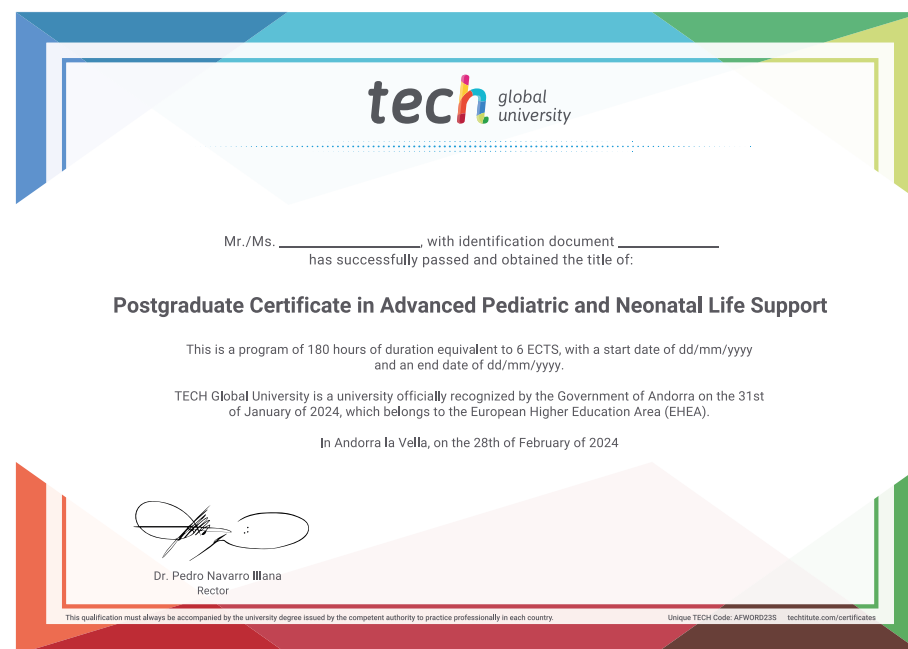 tech global university
Mr./Ms. ____________________, with identification document ______________
has successfully passed and obtained the title of:
Postgraduate Certificate in Advanced Pediatric and Neonatal Life Support
This is a program of 180 hours of duration equivalent to 6 ECTS, with a start date of dd/mm/yyyy
and an end date of dd/mm/yyyy.
TECH Global University is a university officially recognized by the Government of Andorra on the 31st
of January of 2024, which belongs to the European Higher Education Area (EHEA).
In Andorra la Vella, on the 28th of February of 2024
Dr. Pedro Navarro Illana
Rector
This qualification must always be accompanied by the university degree issued by the competent authority to practice professionally in each country. Unique TECH Code: AFWORD23S techtitute.com/certificates